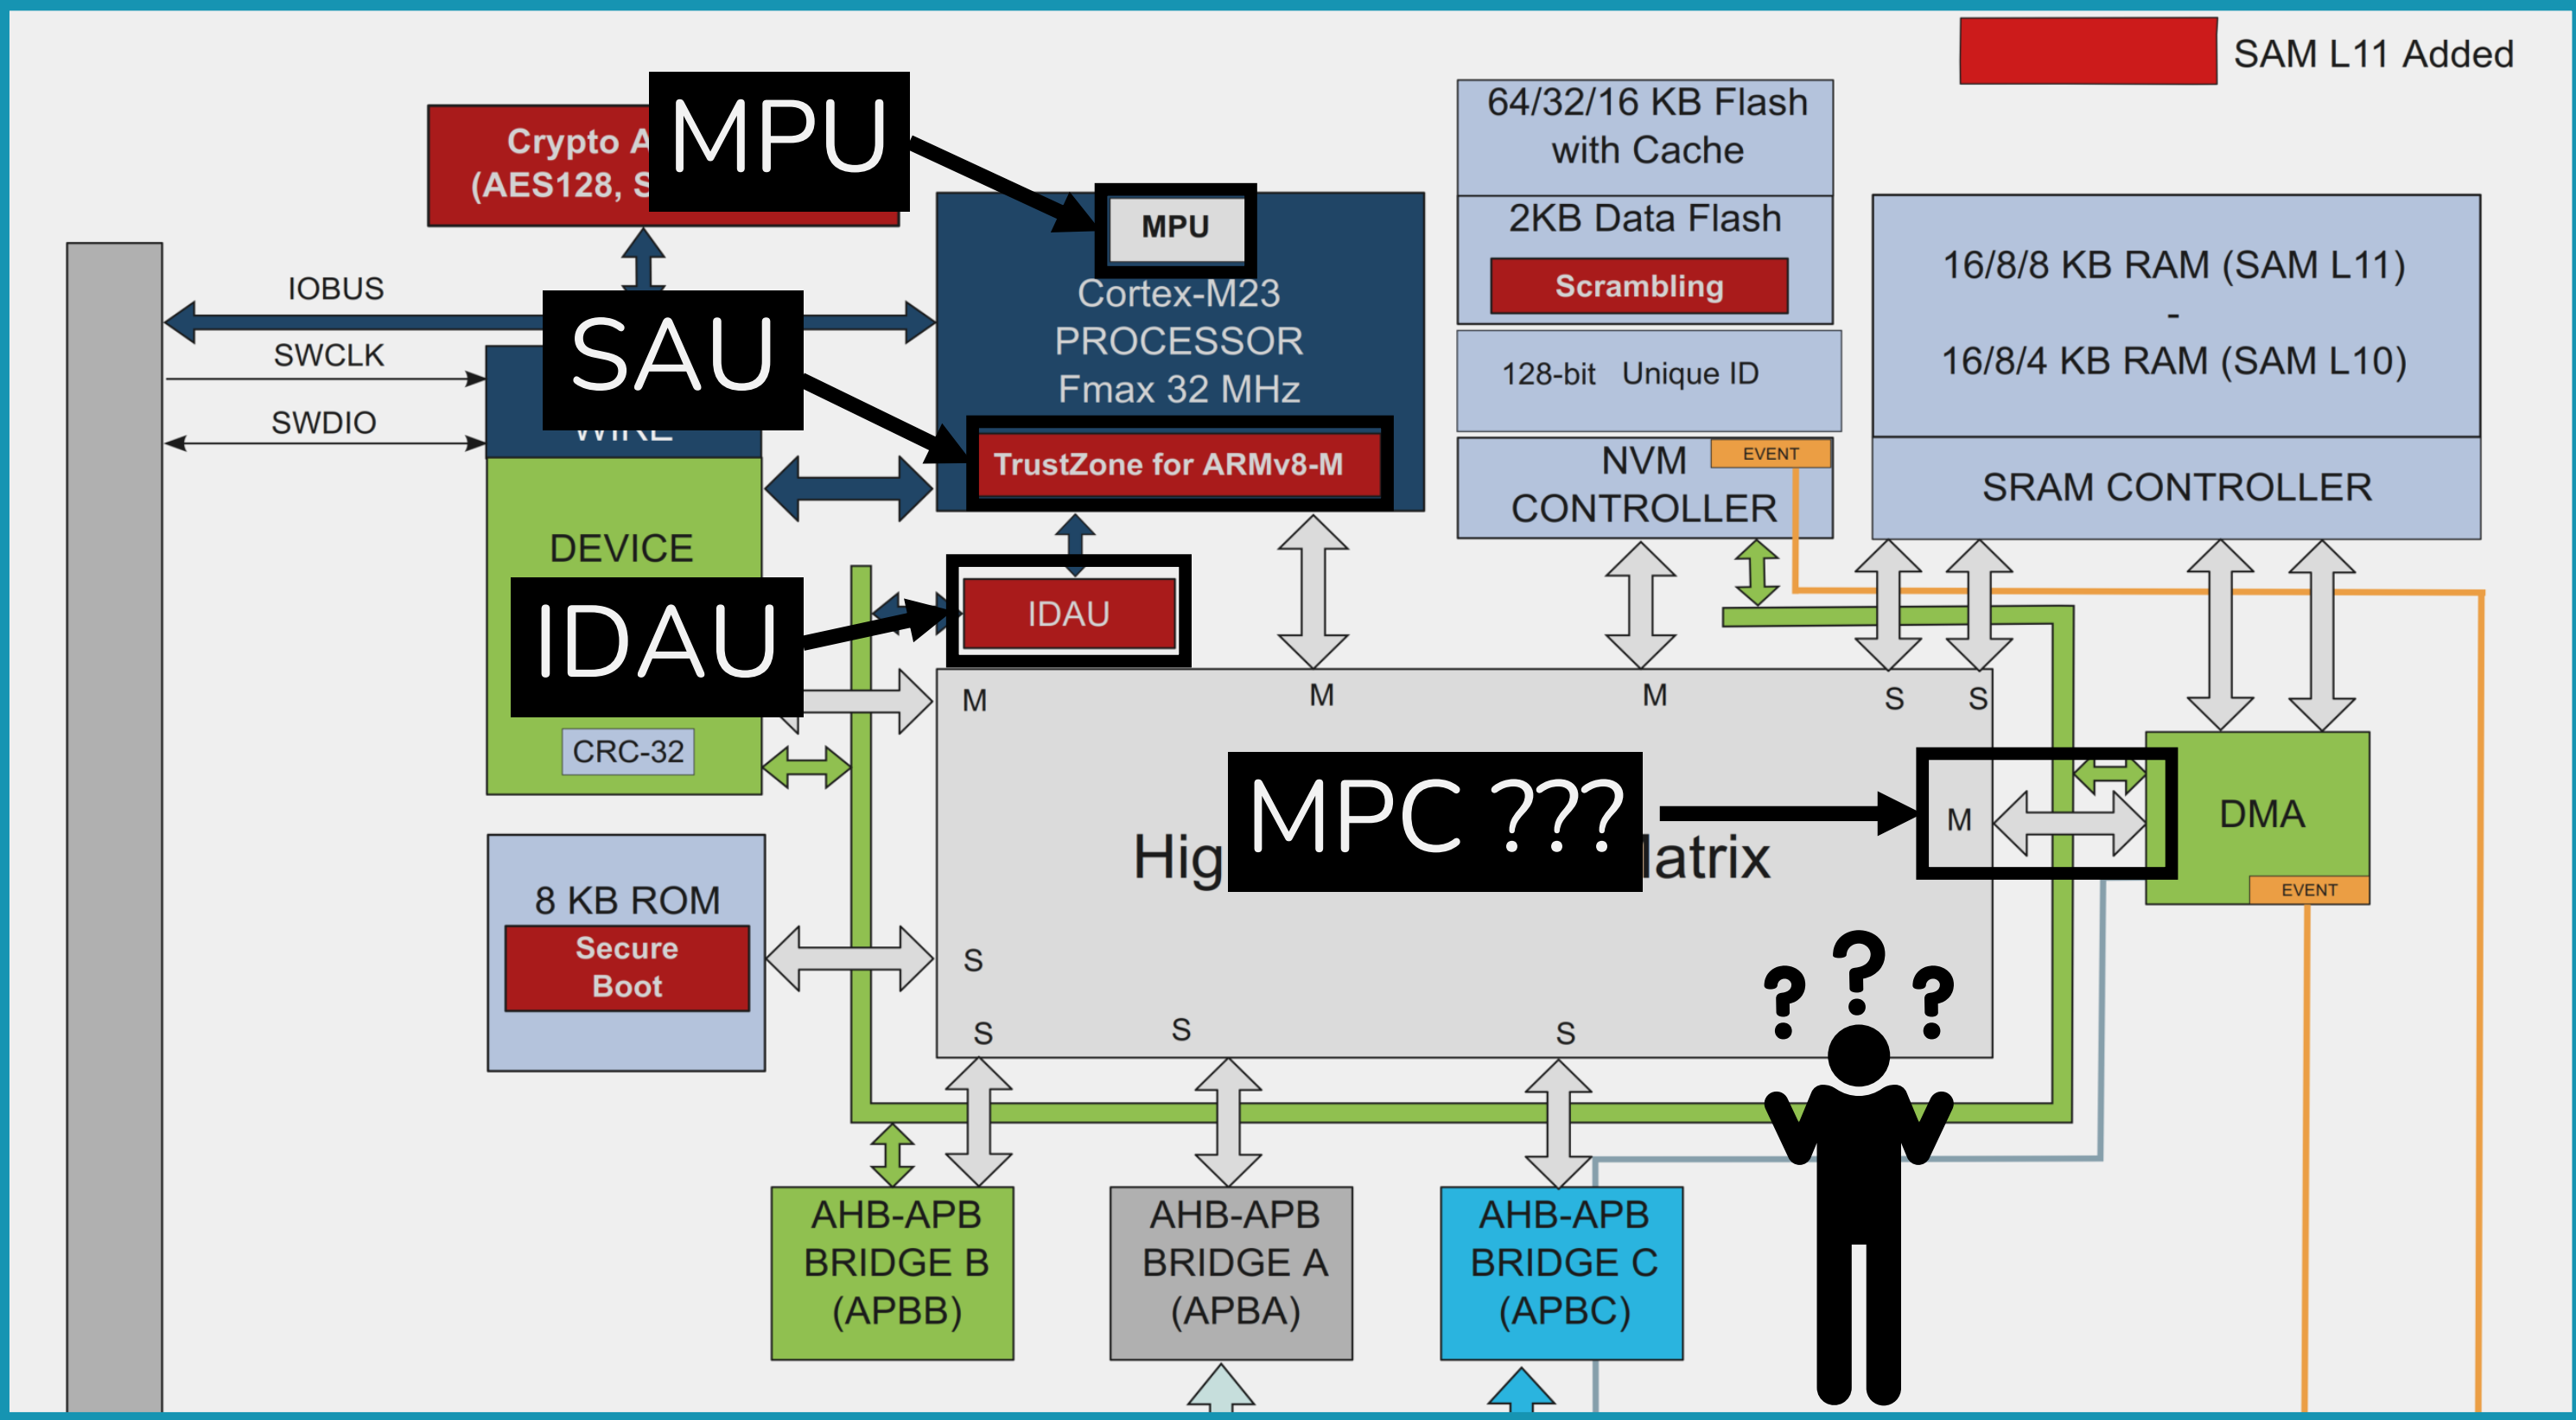 SAM L11 Added
MPU
Crypto A
(AES128, S
64/32/16 KB Flash
with Cache
2KB Data Flash
Scrambling
128-bit Unique ID
NVM
CONTROLLER
EVENT
16/8/8 KB RAM (SAM L11)
-
16/8/4 KB RAM (SAM L10)
SRAM CONTROLLER
MPU
Cortex-M23
PROCESSOR
Fmax 32 MHz
TrustZone for ARMv8-M
IOBUS
SWCLK
SWDIO
SAU
WIRE
DEVICE
IDAU
IDAU
CRC-32
M
M
M
S
S
MPC ???
Hig
atrix
M
DMA
EVENT
8 KB ROM
Secure
Boot
S
S
S
S
? ? ?
AHB-APB
BRIDGE B
(APBB)
AHB-APB
BRIDGE A
(APBA)
AHB-APB
BRIDGE C
(APBC)